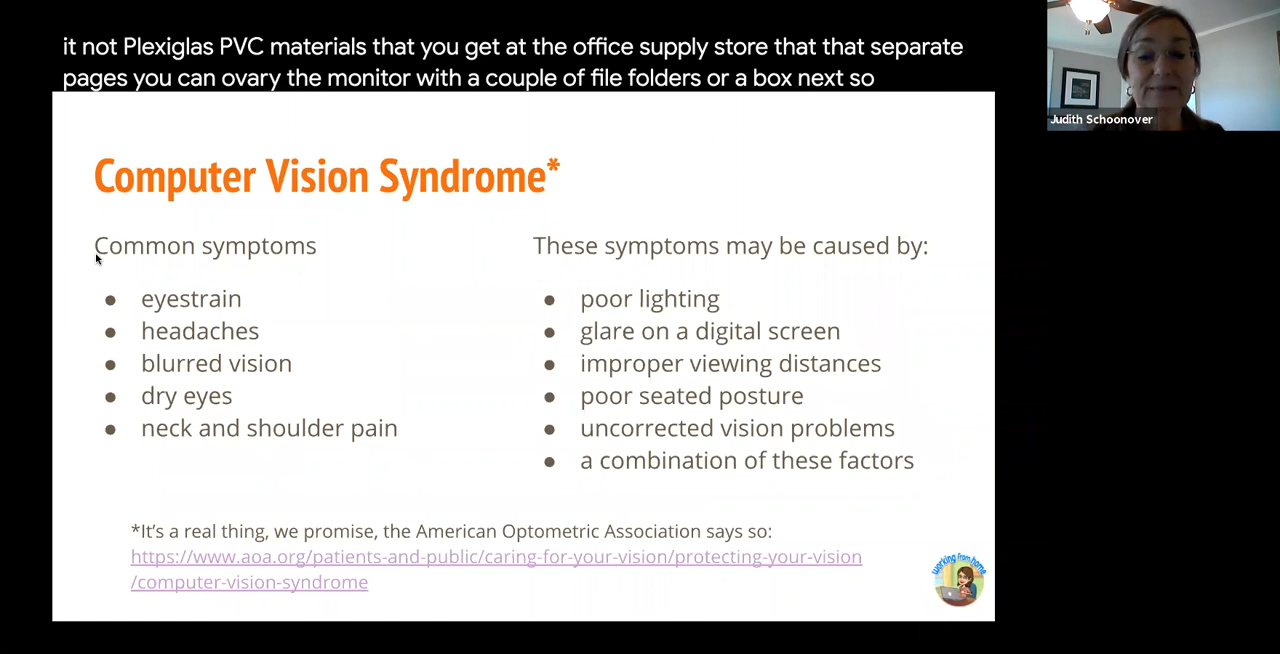 it not Plexiglas PVC materials that you get at the office supply store that that separate
pages you can ovary the monitor with a couple of file folders or a box next so
Judith Schoonover
Computer Vision Syndrome*
Common symptoms
● eyestrain
● headaches
● blurred vision
● dry eyes
● neck and shoulder pain
These symptoms may be caused by:
● poor lighting
● glare on a digital screen
● improper viewing distances
● poor seated posture
● uncorrected vision problems
● a combination of these factors
*It's a real thing, we promise, the American Optometric Association says so:
https://www.aoa.org/patients-and-public/caring-for-your-vision/protecting-your-vision
/computer-vision-syndrome
working from home